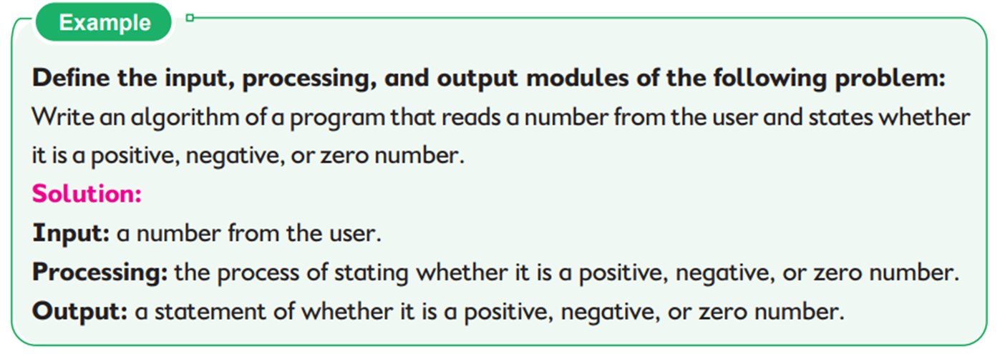 Example
Define the input, processing, and output modules of the following problem:
Write an algorithm of a program that reads a number from the user and states whether
it is a positive, negative, or zero number.
Solution:
Input: a number from the user.
Processing: the process of stating whether it is a positive, negative, or zero number.
Output: a statement of whether it is a positive, negative, or zero number.